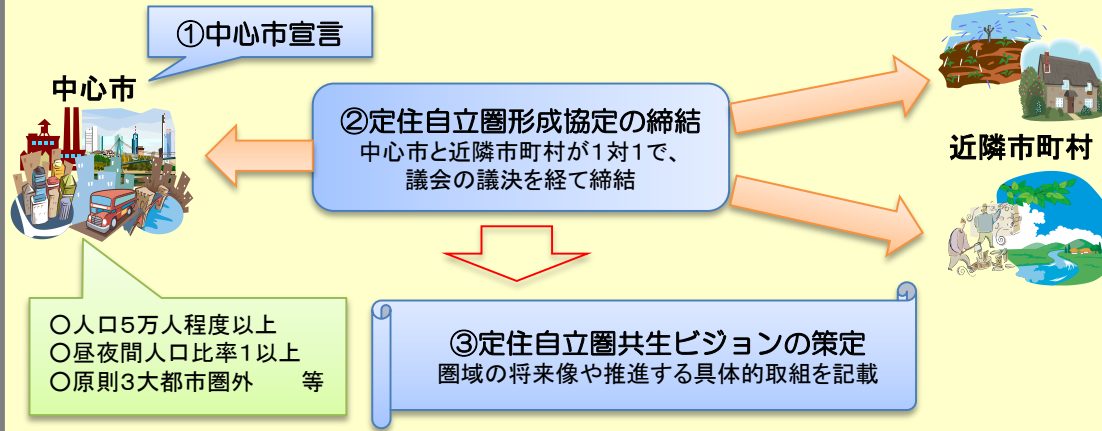 ①中心市宣言
中心市
②定住自立圏形成協定の締結
中心市と近隣市町村が1対1で、
議会の議決を経て締結
近隣市町村
○人口5万人程度以上
○昼夜間人口比率1以上
○原則3大都市圏外　　等
③定住自立圏共生ビジョンの策定
圏域の将来像や推進する具体的取組を記載